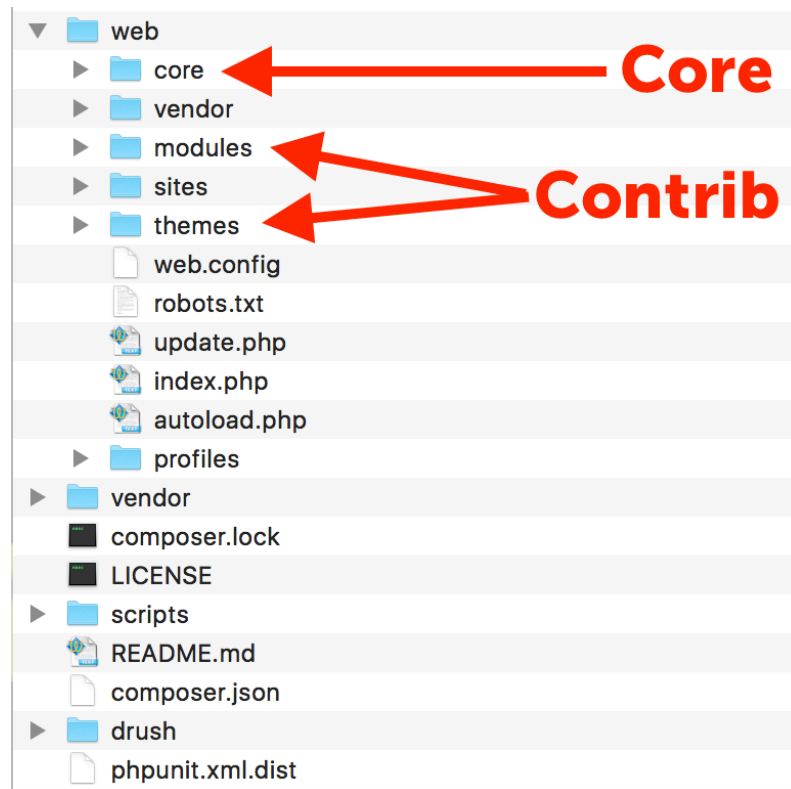 web
core
Core
vendor
modules
sites
Contrib
themes
web.config
robots.txt
update.php
index.php
autoload.php
profiles
vendor
composer.lock
LICENSE
scripts
README.md
composer.json
drush
phpunit.xml.dist